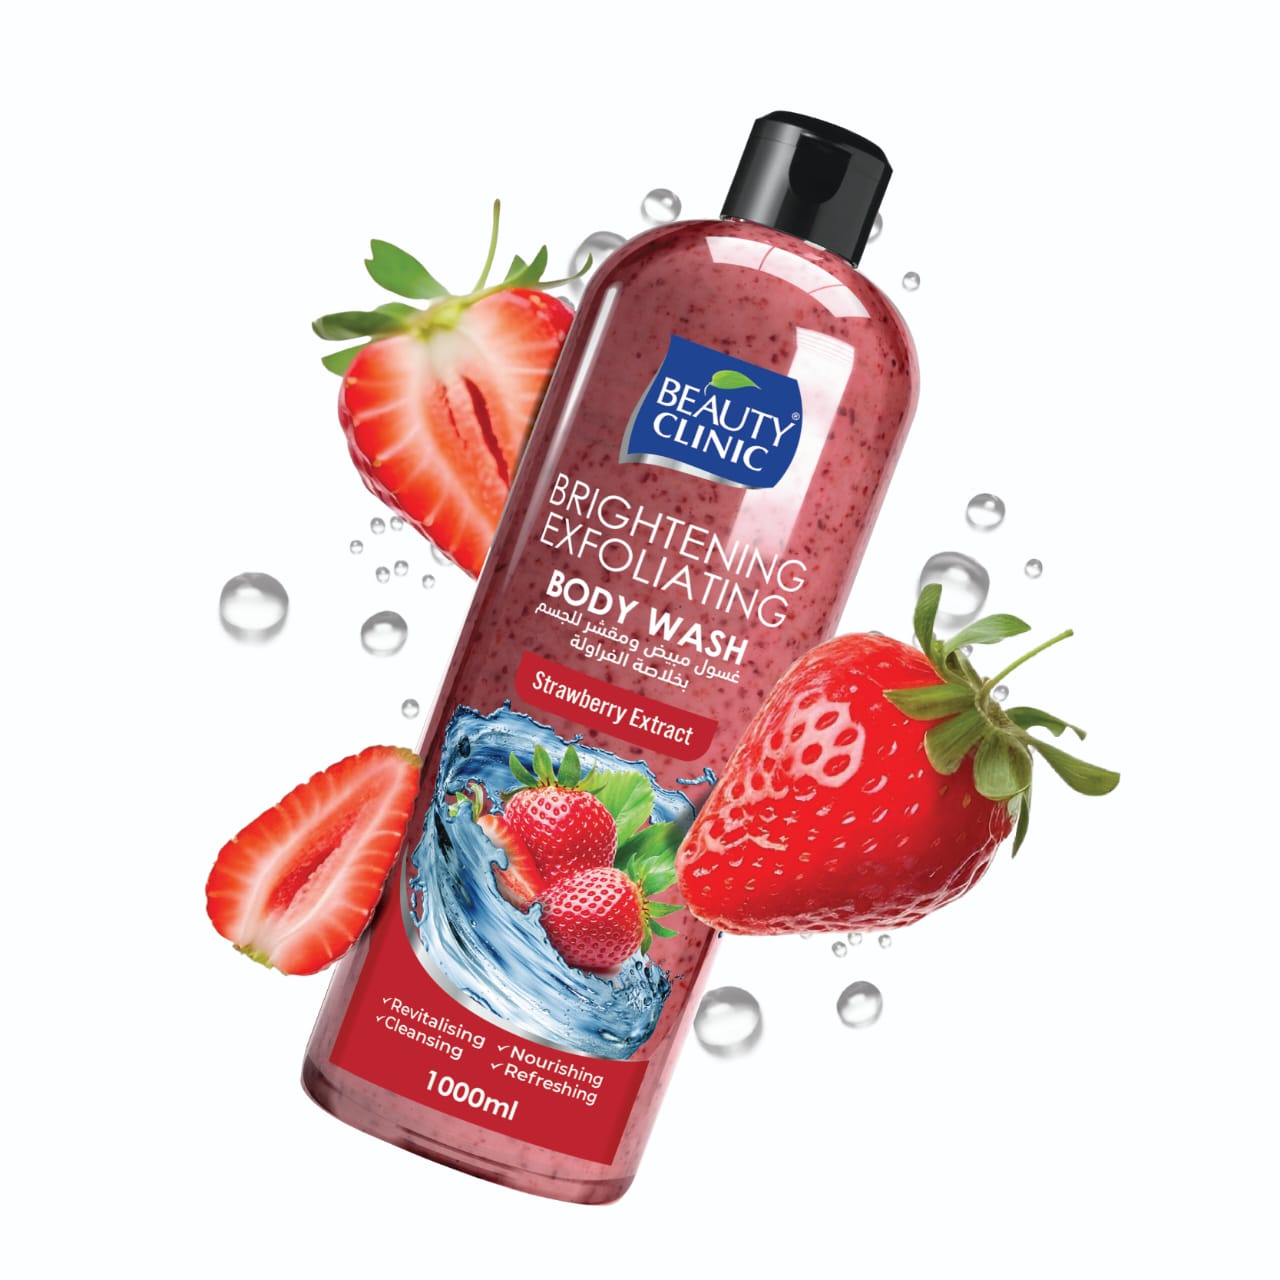 BEAUTY®
CLINIC
BRIGHTENING
EXFOLIATING
BODY WASH
غسول مبيض ومقشر للجسم
بخلاصة الفراولة
Strawberry Extract
✓Revitalising
✓Cleansing
✓Nourishing
✓Refreshing
1000ml